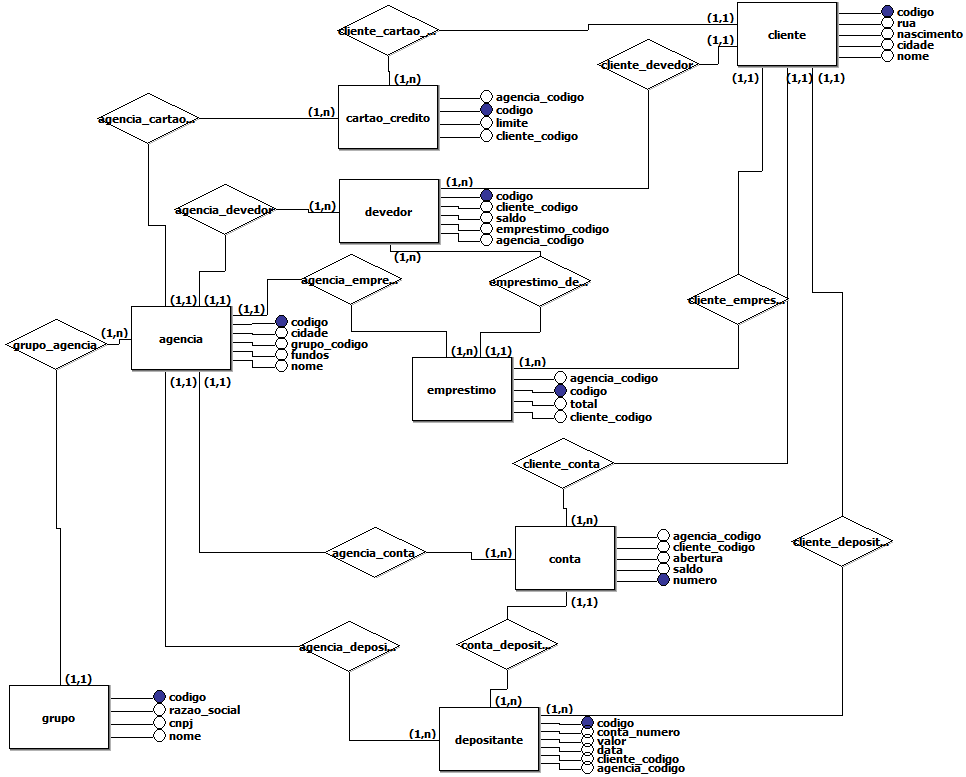 (1,1)
cliente
codigo
rua
nascimento
cidade
nome
cliente_cartao_...
(1,1)
cliente_devedor
(1,1)
(1,1)
(1,1)
(1,n)
agencia_cartao...
(1,n)
cartao_credito
agencia_codigo
codigo
limite
cliente_codigo
(1,n)
agencia_devedor
(1,n)
devedor
codigo
cliente_codigo
saldo
emprestimo_codigo
agencia_codigo
(1,n)
agencia_empre...
emprestimo_de...
cliente_empres...
(1,1)
(1,1)
(1,1)
grupo_agencia
(1,n)
agencia
codigo
cidade
grupo_codigo
fundos
nome
(1,n)
(1,1)
(1,n)
emprestimo
agencia_codigo
codigo
total
cliente_codigo
(1,1)
(1,1)
cliente_conta
(1,n)
agencia_conta
(1,n)
conta
agencia_codigo
cliente_codigo
abertura
saldo
numero
cliente_deposit...
(1,1)
agencia_deposi...
conta_deposit...
(1,1)
grupo
codigo
razao_social
cnpj
nome
(1,n)
(1,n)
(1,n)
depositante
codigo
conta_numero
valor
data
cliente_codigo
agencia_codigo